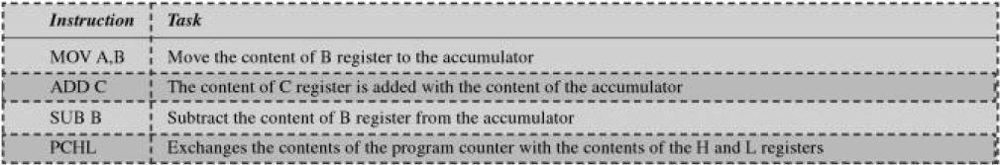 Instruction Task
MOV A,B Move the content of B register to the accumulator
ADD C The content of C register is added with the content of the accumulator
SUB B Subtract the content of B register from the accumulator
PCHL Exchanges the contents of the program counter with the contents of the H and L registers